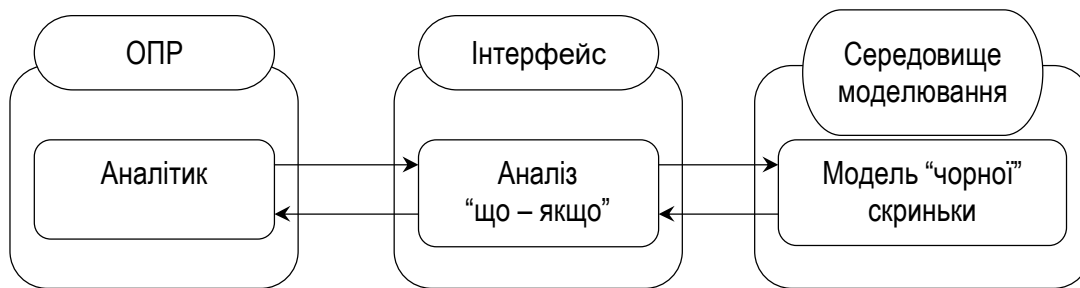 ОПР
Інтерфейс
Середовище
моделювання
Аналітик
Аналіз
“що – якщо”
Модель “чорної”
скриньки